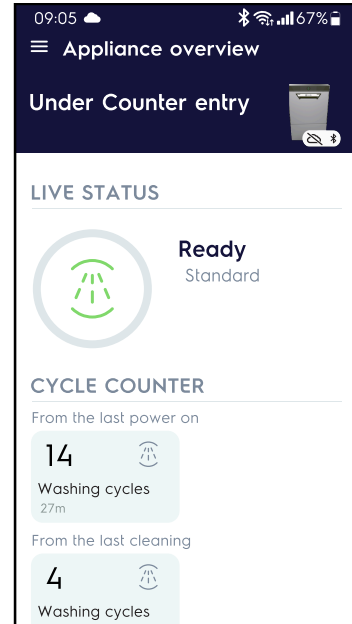 09:05 67%
Appliance overview
Under Counter entry
LIVE STATUS
Ready
Standard
CYCLE COUNTER
From the last power on
14
Washing cycles
27m
From the last cleaning
4
Washing cycles